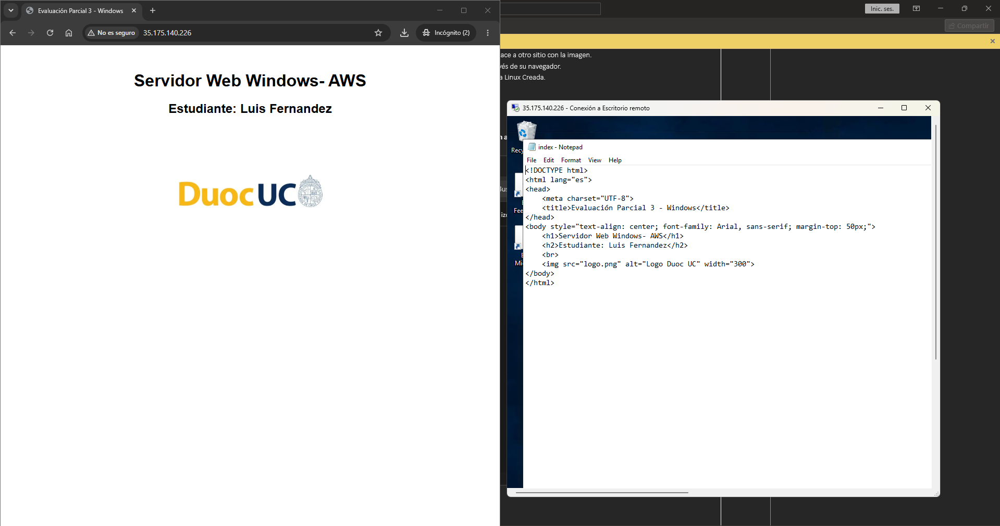 Evaluación Parcial 3 - Windows
No es seguro
35.175.140.226
Incógnito (2)
Servidor Web Windows- AWS
Estudiante: Luis Fernandez
Duoc UC
Inic. ses.
Compartir
ace a otro sitio con la imagen.
vés de su navegador.
a Linux Creada.
35.175.140.226 - Conexión a Escritorio remoto
index - Notepad
File Edit Format View Help
<!DOCTYPE html>
<html lang="es">
<head>
    <meta charset="UTF-8">
    <title>Evaluación Parcial 3 - Windows</title>
</head>
<body style="text-align: center; font-family: Arial, sans-serif; margin-top: 50px;">
    <h1>Servidor Web Windows- AWS</h1>
    <h2>Estudiante: Luis Fernandez</h2>
    <br>
    <img src="logo.png" alt="Logo Duoc UC" width="300">
</body>
</html>